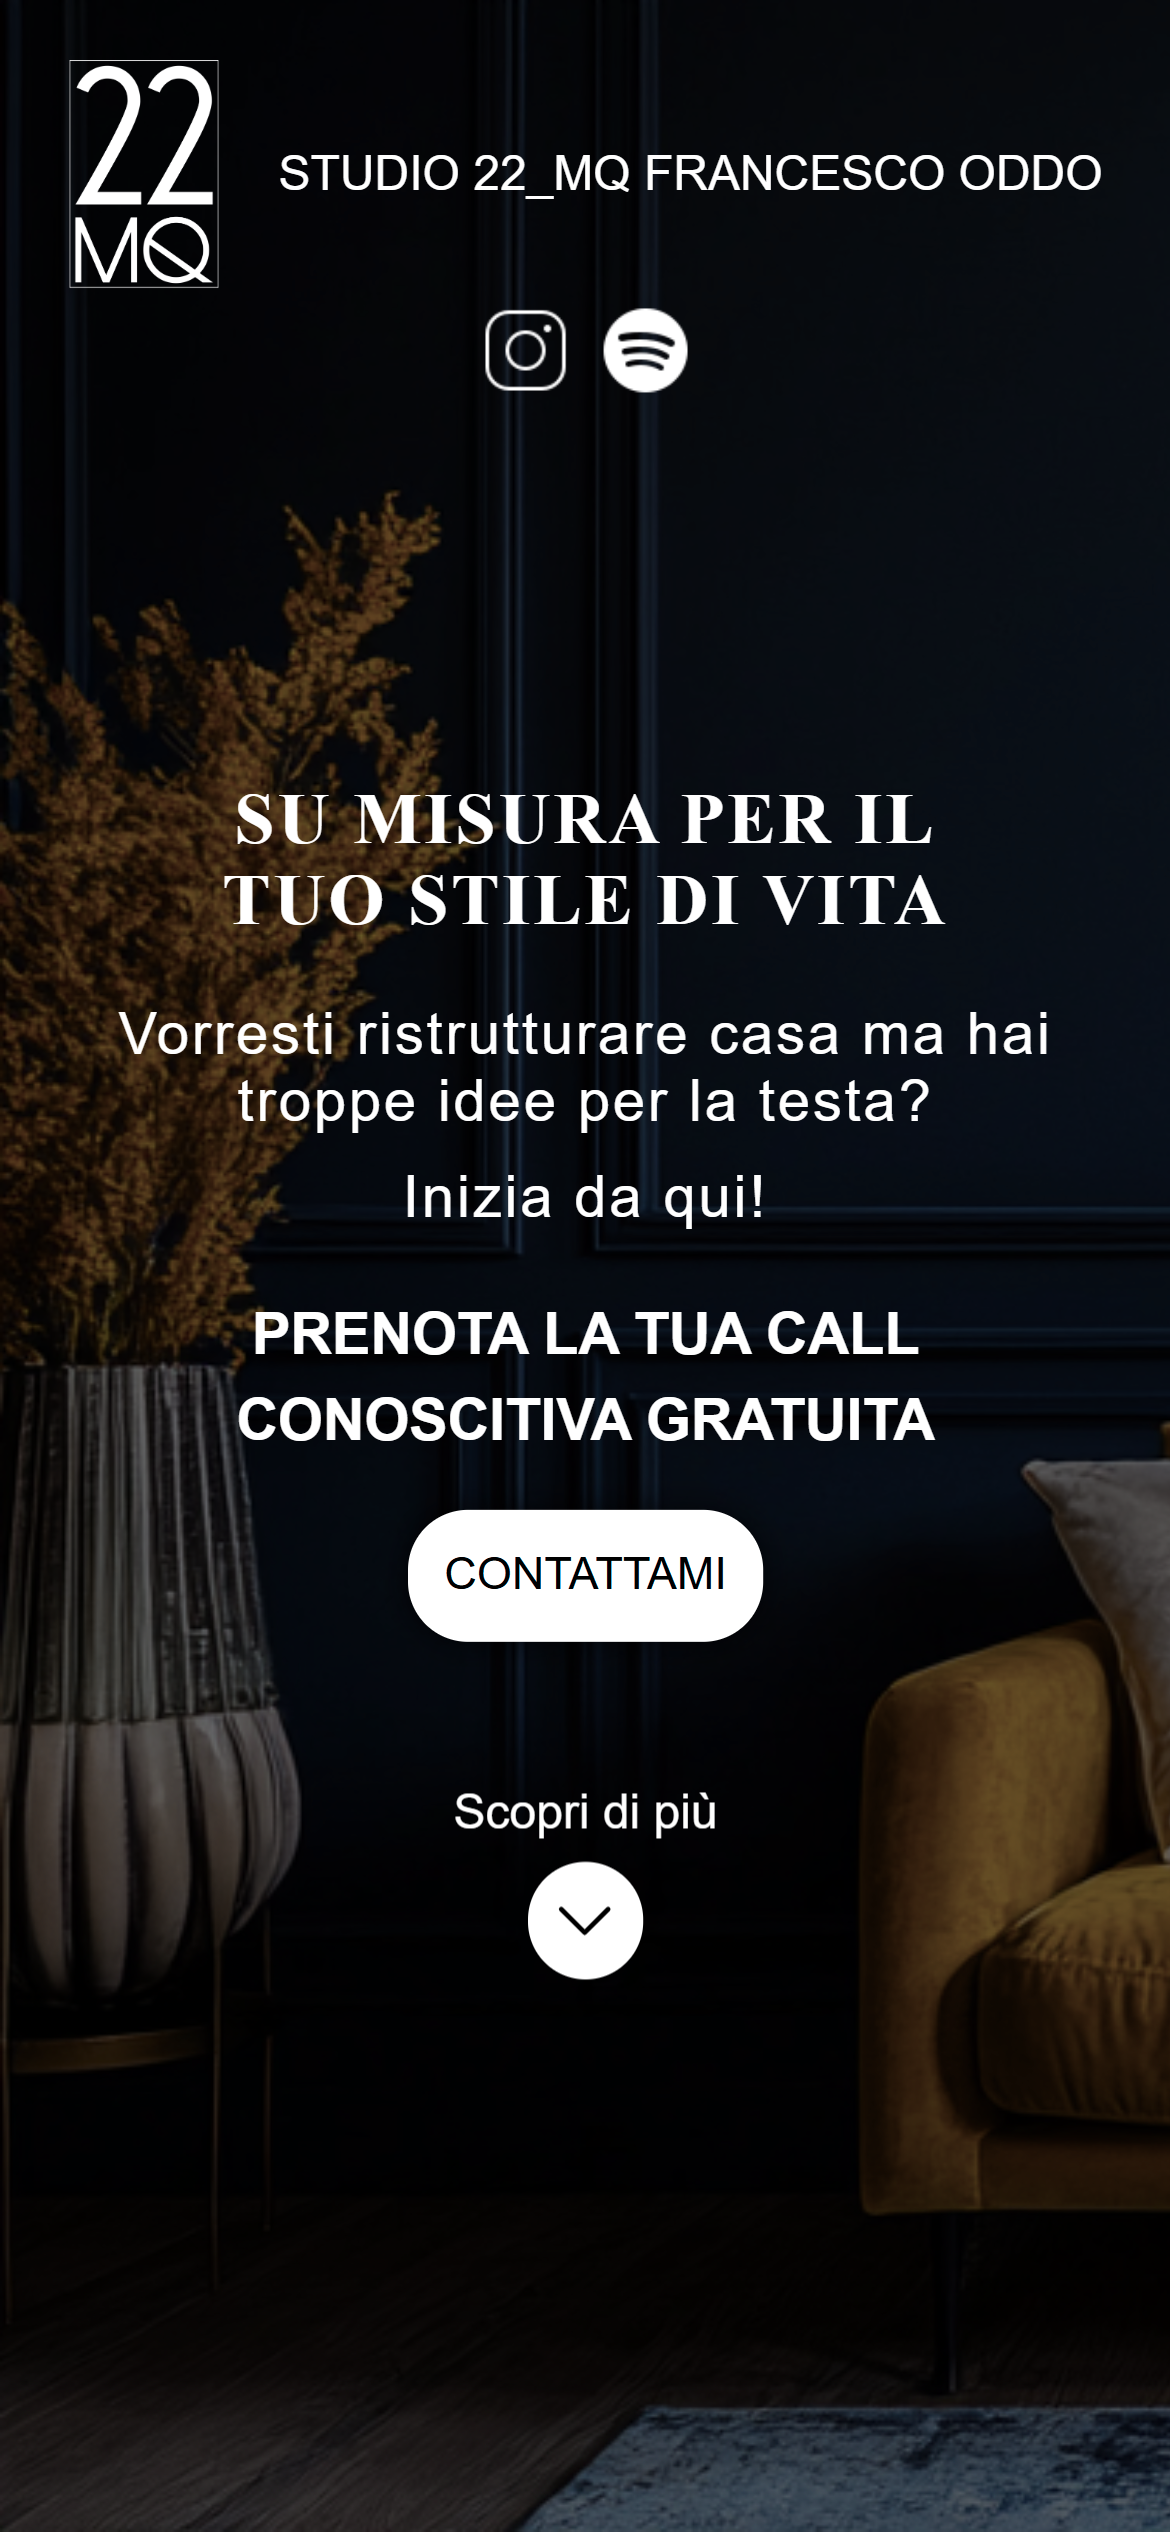 22
MQ
STUDIO 22_MQ FRANCESCO ODDO
SU MISURA PER IL
TUO STILE DI VITA
Vorresti ristrutturare casa ma hai
troppe idee per la testa?
Inizia da qui!
PRENOTA LA TUA CALL
CONOSCITIVA GRATUITA
CONTATTAMI
Scopri di più